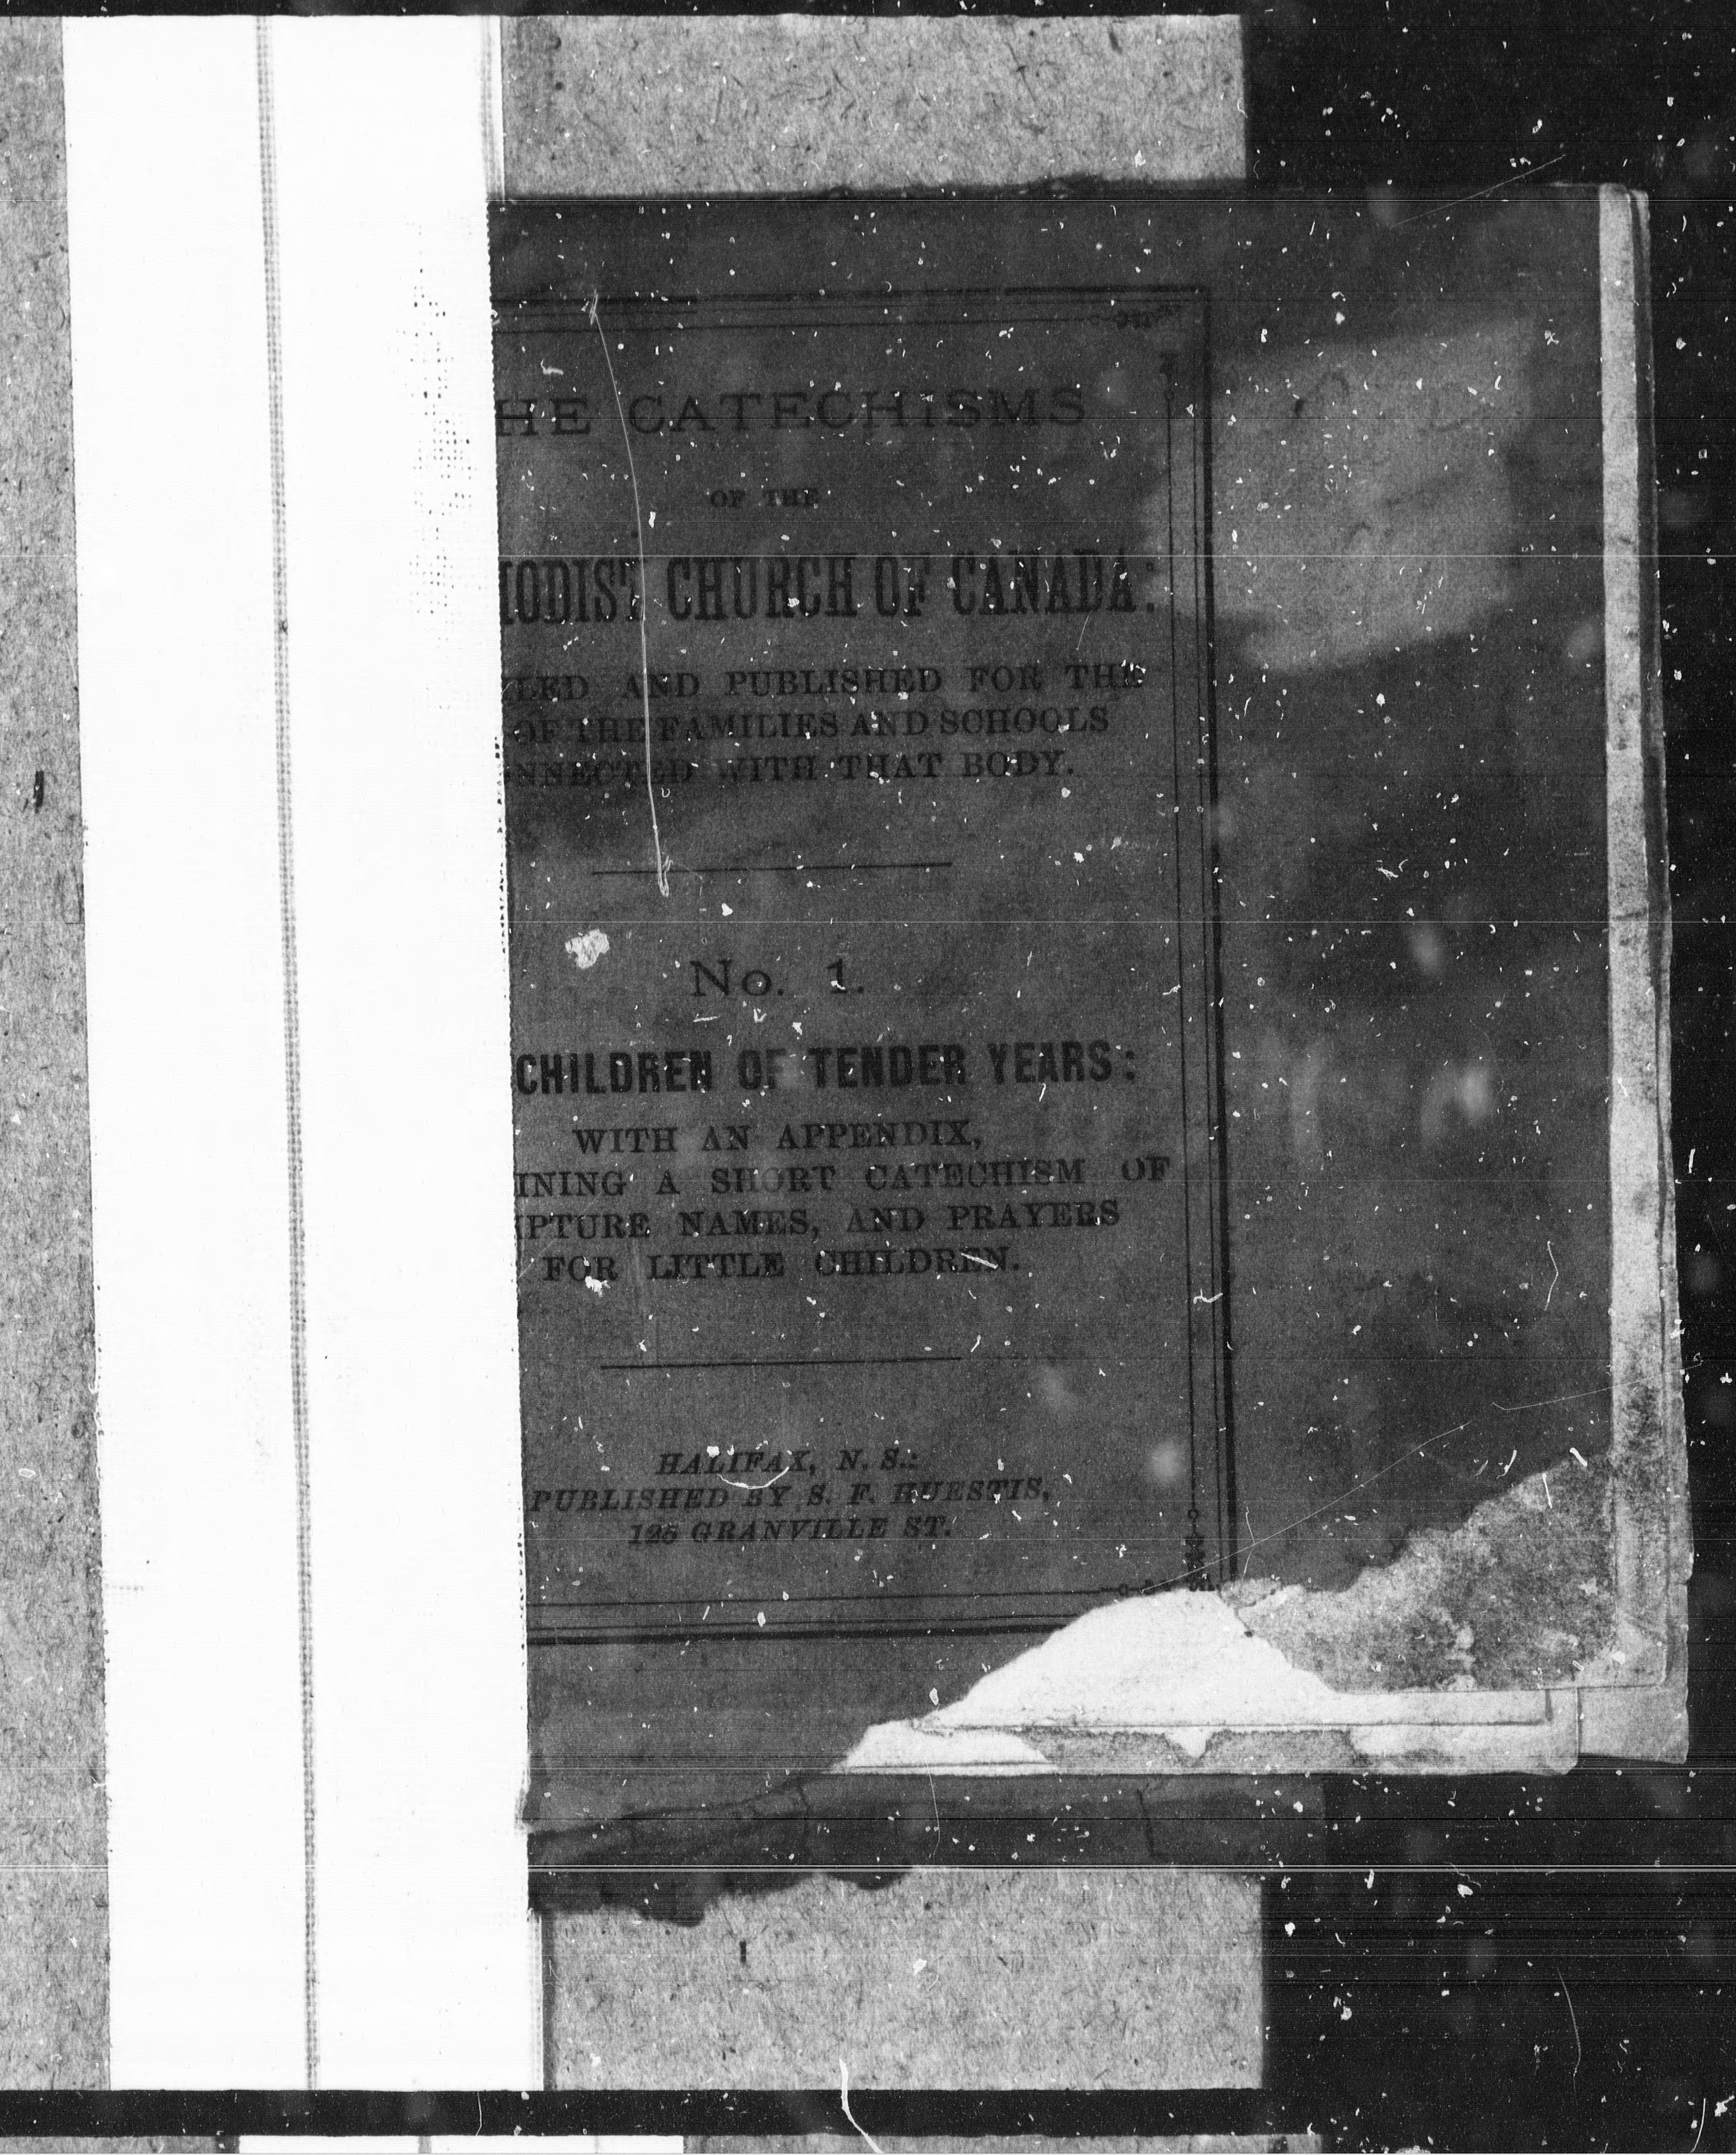 HE CATECHISMS
OF THE
HODIST CHURCH OF CANADA:
LED AND PUBLISHED FOR THE
OF THE FAMILIES AND SCHOOLS
NNECTED WITH THAT BODY.
No. 1.
CHILDREN OF TENDER YEARS:
WITH AN APPENDIX,
INING A SHORT CATECHISM OF
IPTURE NAMES, AND PRAYERS
FOR LITTLE CHILDREN.
HALIFAX, N. S.:
PUBLISHED BY S. F. HUESTIS,
125 GRANVILLE ST.